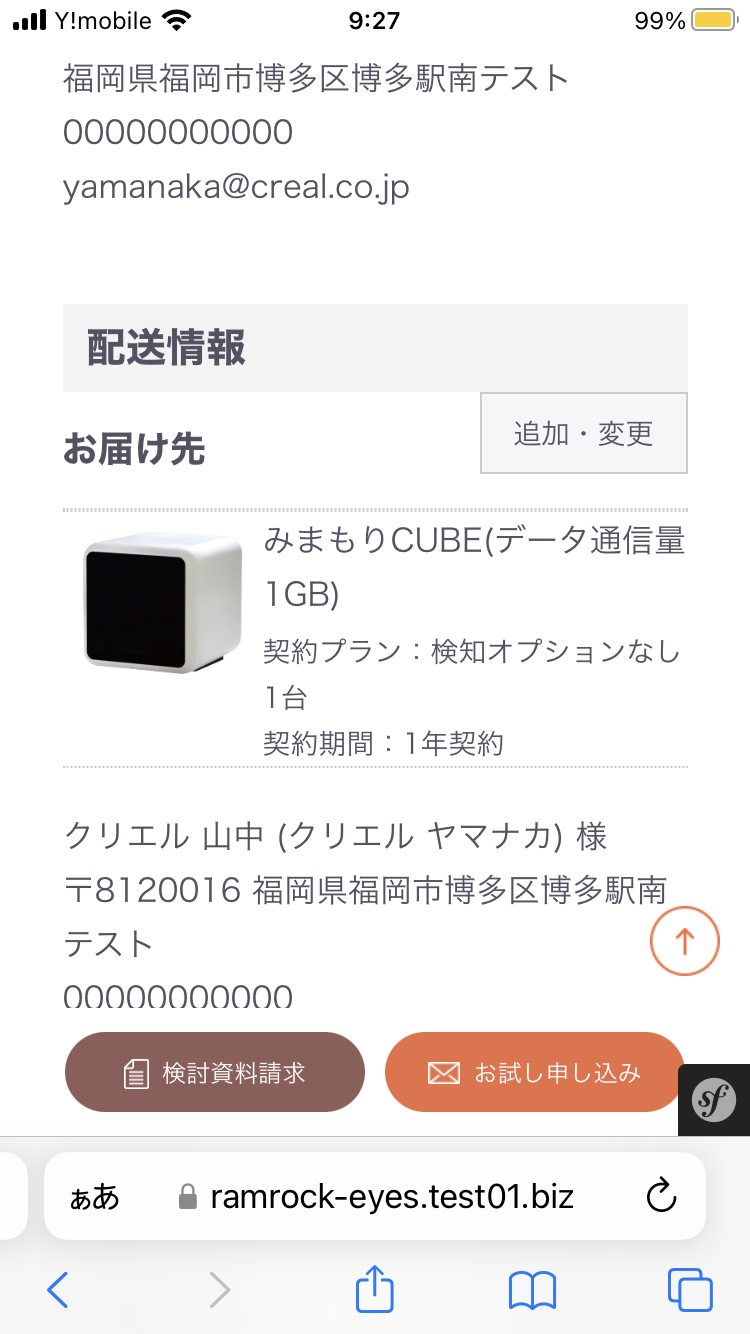 Y!mobile 9:27 99%
福岡県福岡市博多区博多駅南テスト
00000000000
yamanaka@creal.co.jp
配送情報
お届け先
追加・変更
みまもりCUBE(データ通信量
1GB)
契約プラン：検知オプションなし
1台
契約期間：1年契約
クリエル 山中 (クリエル ヤマナカ) 様
〒8120016 福岡県福岡市博多区博多駅南
テスト
00000000000
検討資料請求 お試し申し込み
sf
ぁあ ramrock-eyes.test01.biz